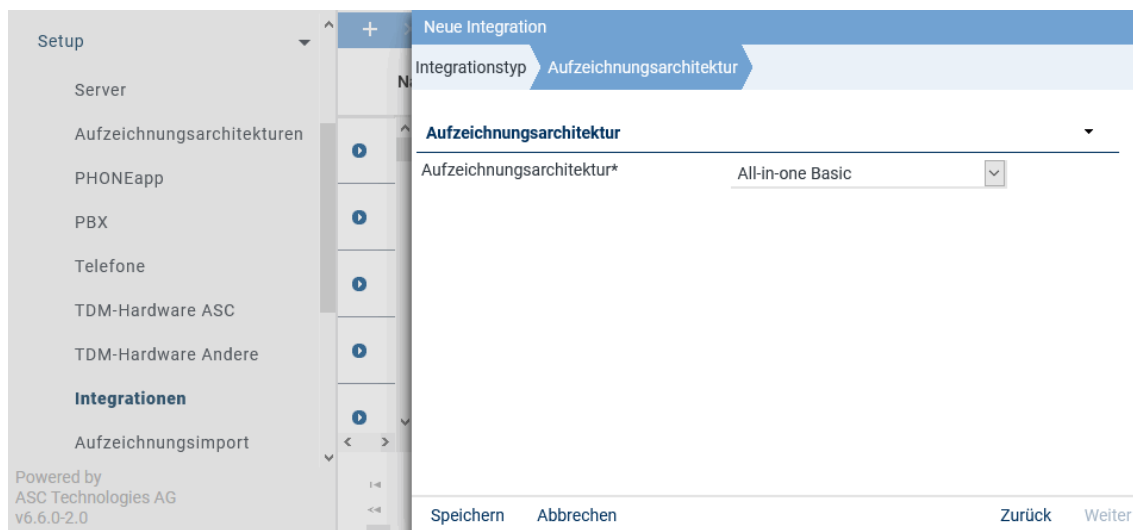 Setup
Server
Aufzeichnungsarchitekturen
PHONEapp
PBX
Telefone
TDM-Hardware ASC
TDM-Hardware Andere
Integrationen
Aufzeichnungsimport
Powered by
ASC Technologies AG
v6.6.0-2.0
Neue Integration
Integrationstyp Aufzeichnungsarchitektur
Aufzeichnungsarchitektur
Aufzeichnungsarchitektur* All-in-one Basic
Speichern Abbrechen Zurück Weiter